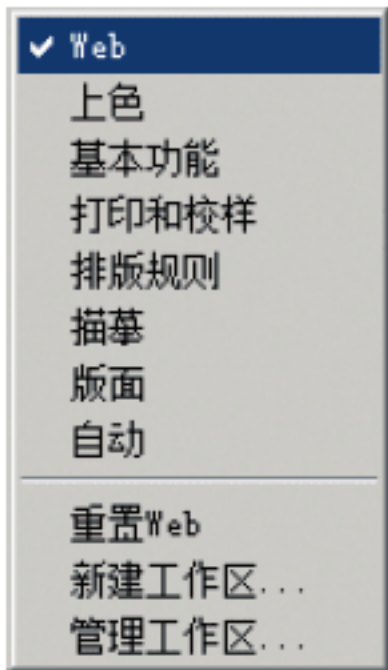 Web
上色
基本功能
打印和校样
排版规则
描摹
版面
自动
重置Web
新建工作区...
管理工作区...